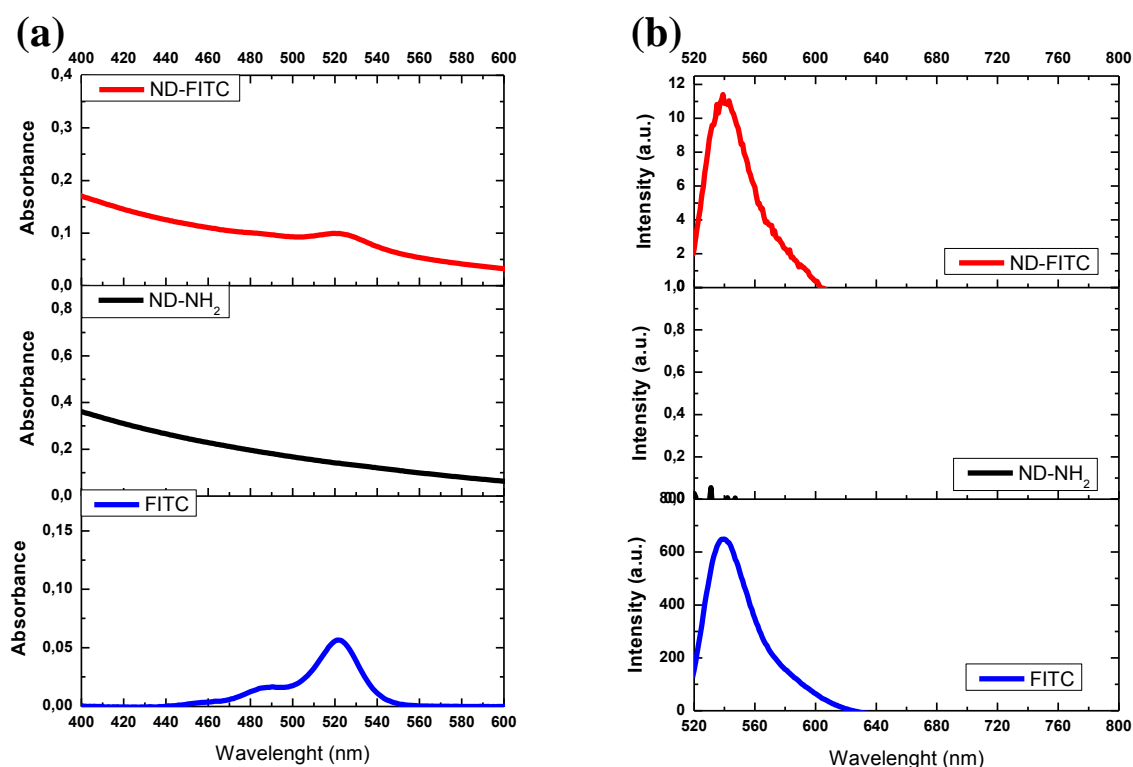 (a)
400 420 440 460 480 500 520 540 560 580 600
0,4
0,3
0,2
0,1
0,0
Absorbance
ND-FITC
0,8
0,6
0,4
0,2
0,0
Absorbance
ND-NH2
0,15
0,10
0,05
0,00
Absorbance
FITC
400 420 440 460 480 500 520 540 560 580 600
Wavelenght (nm)
(b)
520 560 600 640 680 720 760 800
12
10
8
6
4
2
Intensity (a.u.)
ND-FITC
1,0
0,8
0,6
0,4
0,2
Intensity (a.u.)
ND-NH2
600
400
200
0
Intensity (a.u.)
FITC
520 560 600 640 680 720 760 800
Wavelenght (nm)